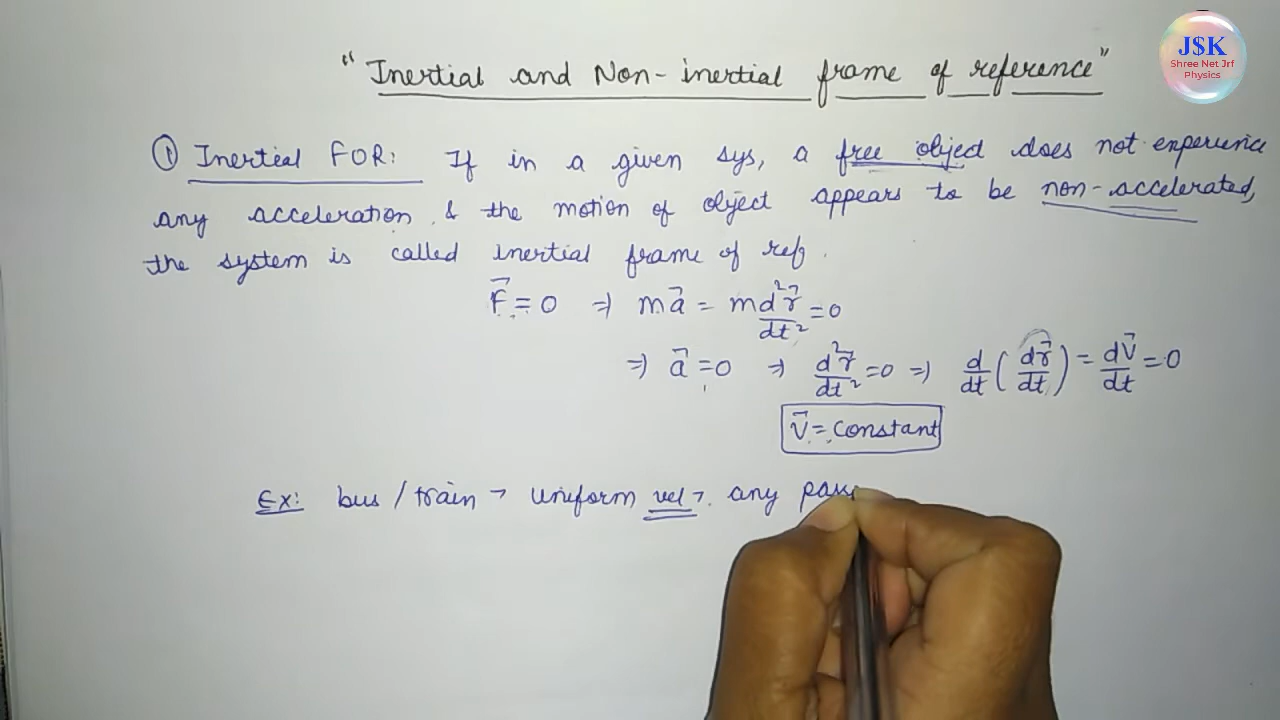 "Inertial and Non-inertial frame of reference"
JSK
Shree Net Jrf
Physics
① Inertial FOR: If in a given sys, a free object does not experience
any acceleration & the motion of object appears to be non-accelerated,
the system is called inertial frame of ref.
F⃗ = 0 ⇒ ma⃗ = md²r⃗/dt² = 0
⇒ a⃗ = 0 ⇒ d²r⃗/dt² = 0 ⇒ d/dt (dr⃗/dt) = dV⃗/dt = 0
V⃗ = Constant
Ex: bus / train → Uniform vel →. any